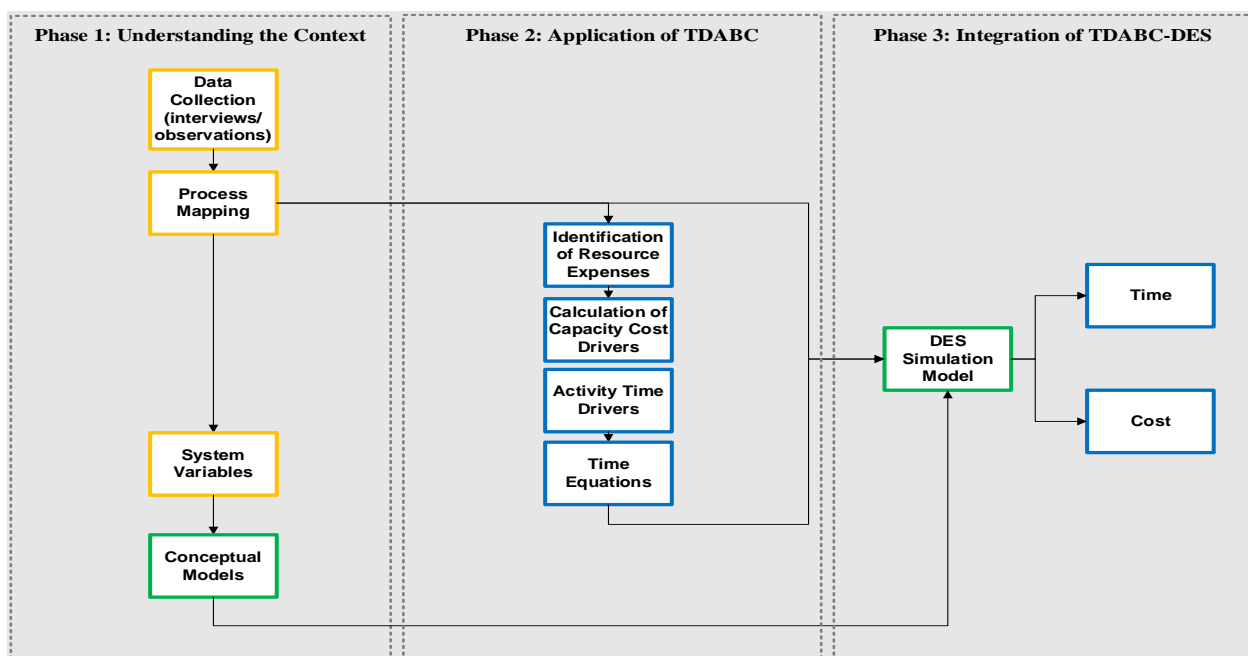 Phase 1: Understanding the Context
Data
Collection
(interviews/
observations)
Process
Mapping
System
Variables
Conceptual
Models
Phase 2: Application of TDABC
Identification
of Resource
Expenses
Calculation of
Capacity Cost
Drivers
Activity Time
Drivers
Time
Equations
Phase 3: Integration of TDABC-DES
DES
Simulation
Model
Time
Cost